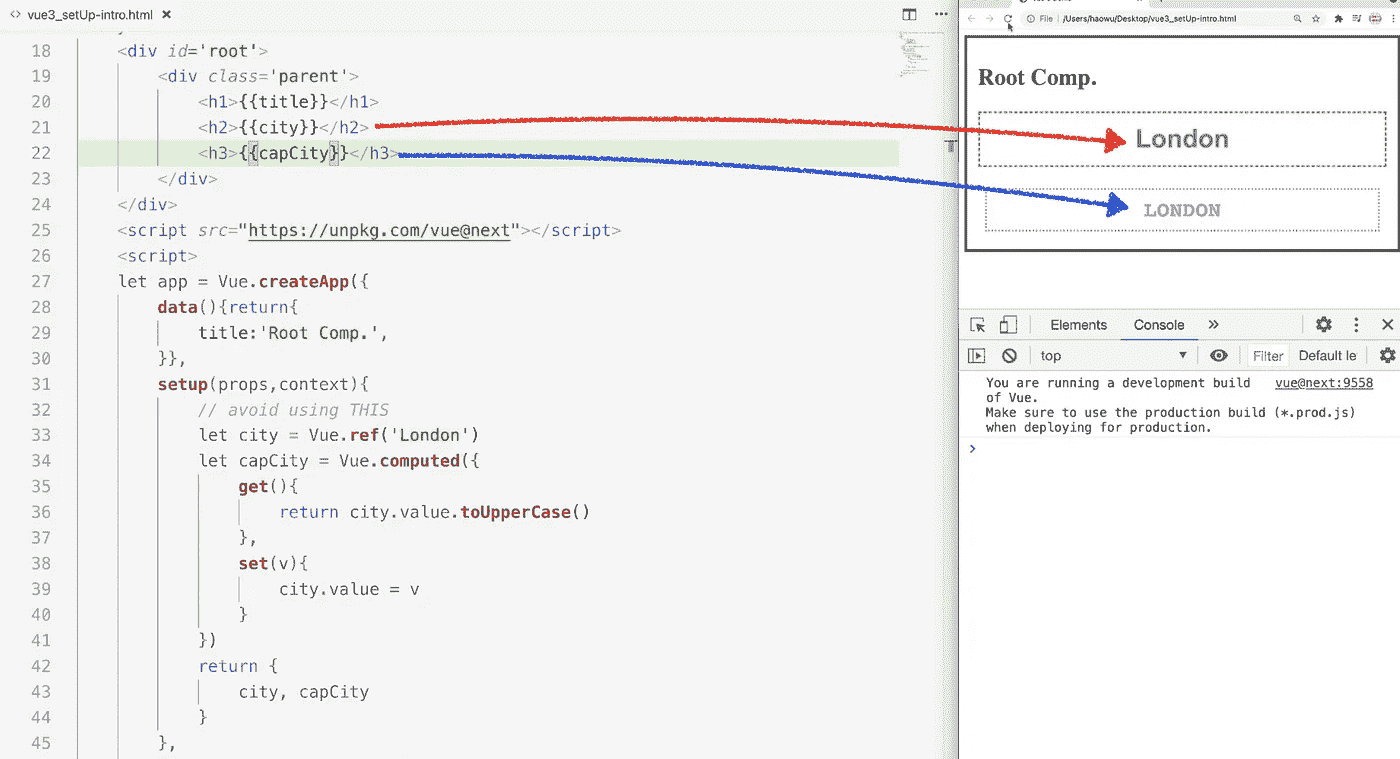 vue3_setUp-intro.html
18 <div id='root'>
19 <div class='parent'>
20 <h1>{{title}}</h1>
21 <h2>{{city}}</h2>
22 <h3>{{capCity}}</h3>
23 </div>
24 </div>
25 <script src="https://unpkg.com/vue@next"></script>
26 <script>
27 let app = Vue.createApp({
28 data(){return{
29 title:'Root Comp.',
30 }},
31 setup(props,context){
32 // avoid using THIS
33 let city = Vue.ref('London')
34 let capCity = Vue.computed({
35 get(){
36 return city.value.toUpperCase()
37 },
38 set(v){
39 city.value = v
40 }
41 })
42 return {
43 city, capCity
44 }
45 },
File /Users/haowu/Desktop/vue3_setUp-intro.html
Root Comp.
London
LONDON
Elements Console
top Filter Default le
You are running a development build vue@next:9558
of Vue.
Make sure to use the production build (*.prod.js)
when deploying for production.